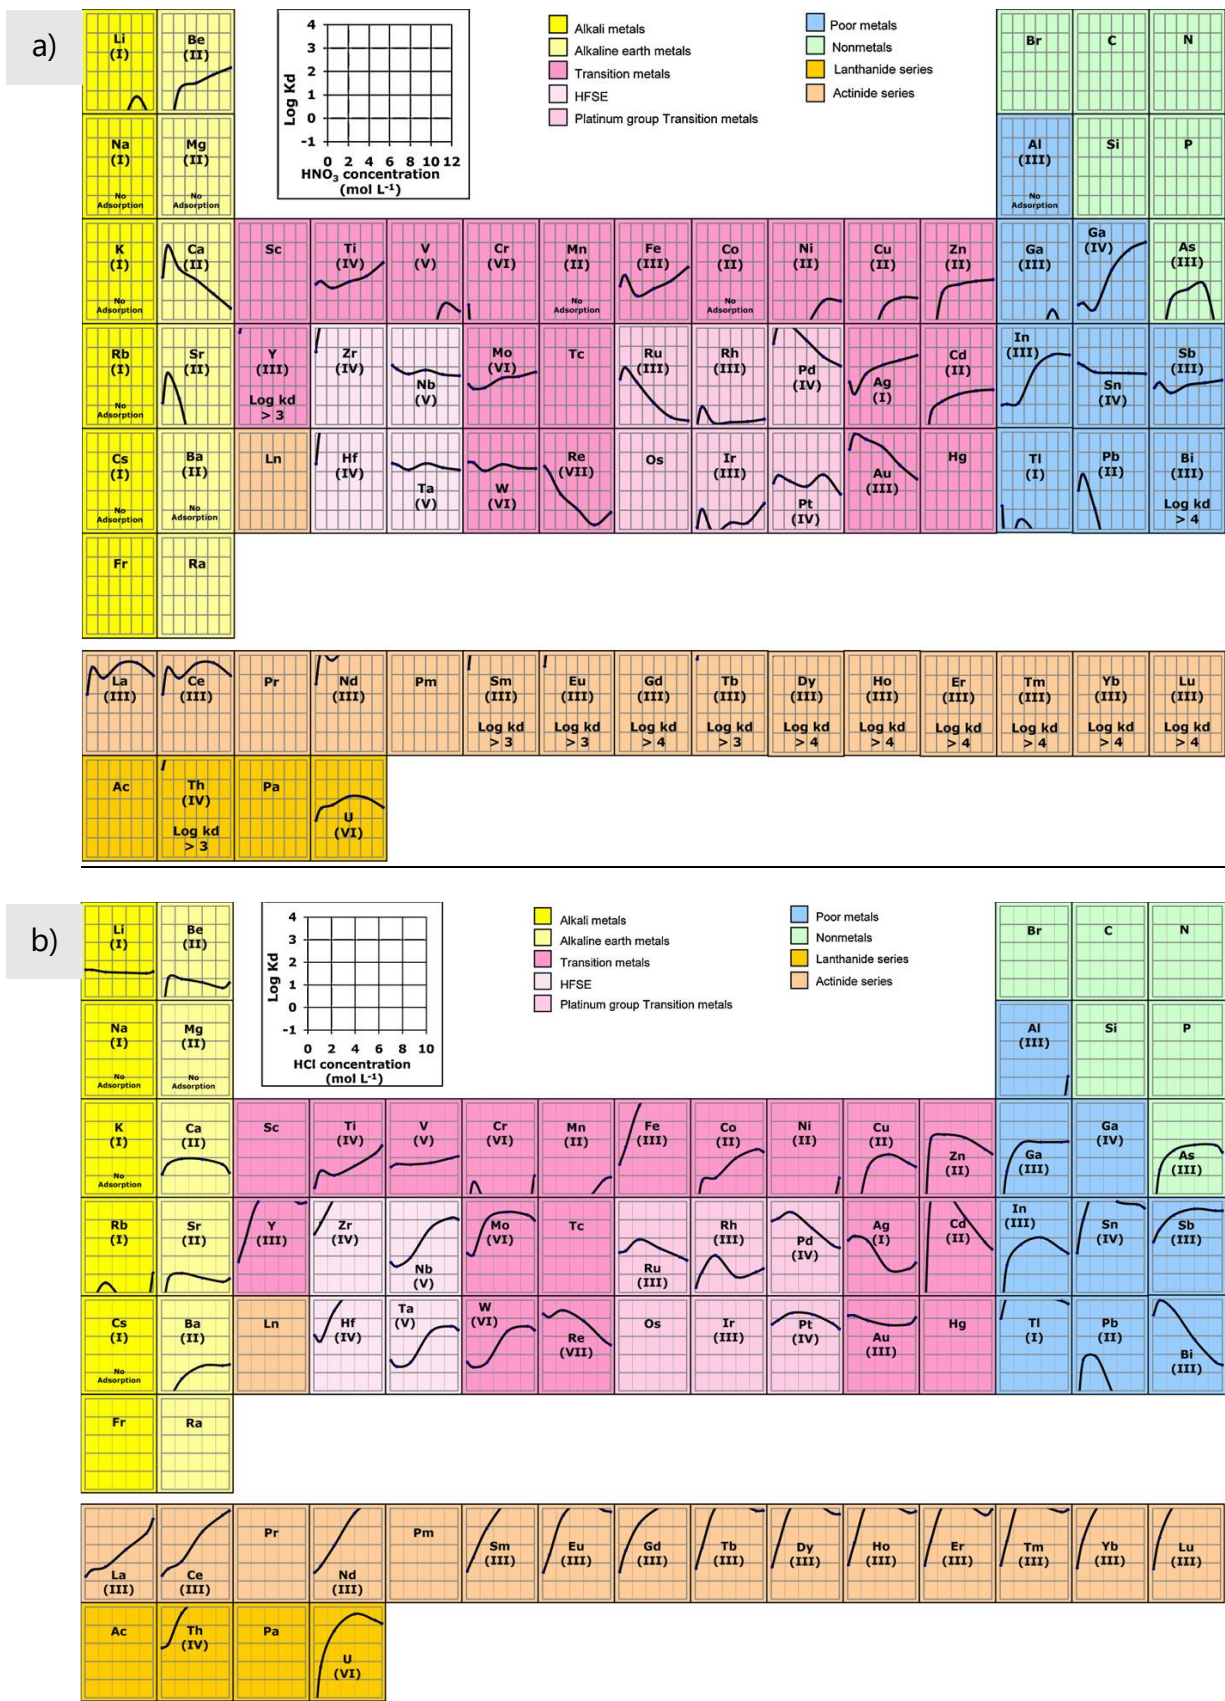 a)
Li
(I)
Be
(II)
4
3
2
1
0
-1
Log Kd
0 2 4 6 8 10 12
HNO₃ concentration
(mol L⁻¹)
Alkali metals
Alkaline earth metals
Transition metals
HFSE
Platinum group Transition metals
Poor metals
Nonmetals
Lanthanide series
Actinide series
Br
C
N
Na
(I)
No
Adsorption
Mg
(II)
No
Adsorption
Al
(III)
No
Adsorption
Si
P
K
(I)
No
Adsorption
Ca
(II)
Sc
Ti
(IV)
V
(V)
Cr
(VI)
Mn
(II)
No
Adsorption
Fe
(III)
Co
(II)
No
Adsorption
Ni
(II)
Cu
(II)
Zn
(II)
Ga
(III)
Ga
(IV)
As
(III)
Rb
(I)
No
Adsorption
Sr
(II)
Y
(III)
Log kd
> 3
Zr
(IV)
Nb
(V)
Mo
(VI)
Tc
Ru
(III)
Rh
(III)
Pd
(IV)
Ag
(I)
Cd
(II)
In
(III)
Sn
(IV)
Sb
(III)
Cs
(I)
No
Adsorption
Ba
(II)
No
Adsorption
Ln
Hf
(IV)
Ta
(V)
W
(VI)
Re
(VII)
Os
Ir
(III)
Pt
(IV)
Au
(III)
Hg
Tl
(I)
Pb
(II)
Bi
(III)
Log kd
> 4
Fr
Ra
La
(III)
Ce
(III)
Pr
Nd
(III)
Pm
Sm
(III)
Log kd
> 3
Eu
(III)
Log kd
> 3
Gd
(III)
Log kd
> 4
Tb
(III)
Log kd
> 3
Dy
(III)
Log kd
> 4
Ho
(III)
Log kd
> 4
Er
(III)
Log kd
> 4
Tm
(III)
Log kd
> 4
Yb
(III)
Log kd
> 4
Lu
(III)
Log kd
> 4
Ac
Th
(IV)
Log kd
> 3
Pa
U
(VI)
b)
Li
(I)
Be
(II)
4
3
2
1
0
-1
Log Kd
0 2 4 6 8 10
HCl concentration
(mol L⁻¹)
Alkali metals
Alkaline earth metals
Transition metals
HFSE
Platinum group Transition metals
Poor metals
Nonmetals
Lanthanide series
Actinide series
Br
C
N
Na
(I)
No
Adsorption
Mg
(II)
No
Adsorption
Al
(III)
Si
P
K
(I)
No
Adsorption
Ca
(II)
Sc
Ti
(IV)
V
(V)
Cr
(VI)
Mn
(II)
Fe
(III)
Co
(II)
Ni
(II)
Cu
(II)
Zn
(II)
Ga
(III)
Ga
(IV)
As
(III)
Rb
(I)
Sr
(II)
Y
(III)
Zr
(IV)
Nb
(V)
Mo
(VI)
Tc
Ru
(III)
Rh
(III)
Pd
(IV)
Ag
(I)
Cd
(II)
In
(III)
Sn
(IV)
Sb
(III)
Cs
(I)
No
Adsorption
Ba
(II)
Ln
Hf
(IV)
Ta
(V)
W
(VI)
Re
(VII)
Os
Ir
(III)
Pt
(IV)
Au
(III)
Hg
Tl
(I)
Pb
(II)
Bi
(III)
Fr
Ra
La
(III)
Ce
(III)
Pr
Nd
(III)
Pm
Sm
(III)
Eu
(III)
Gd
(III)
Tb
(III)
Dy
(III)
Ho
(III)
Er
(III)
Tm
(III)
Yb
(III)
Lu
(III)
Ac
Th
(IV)
Pa
U
(VI)